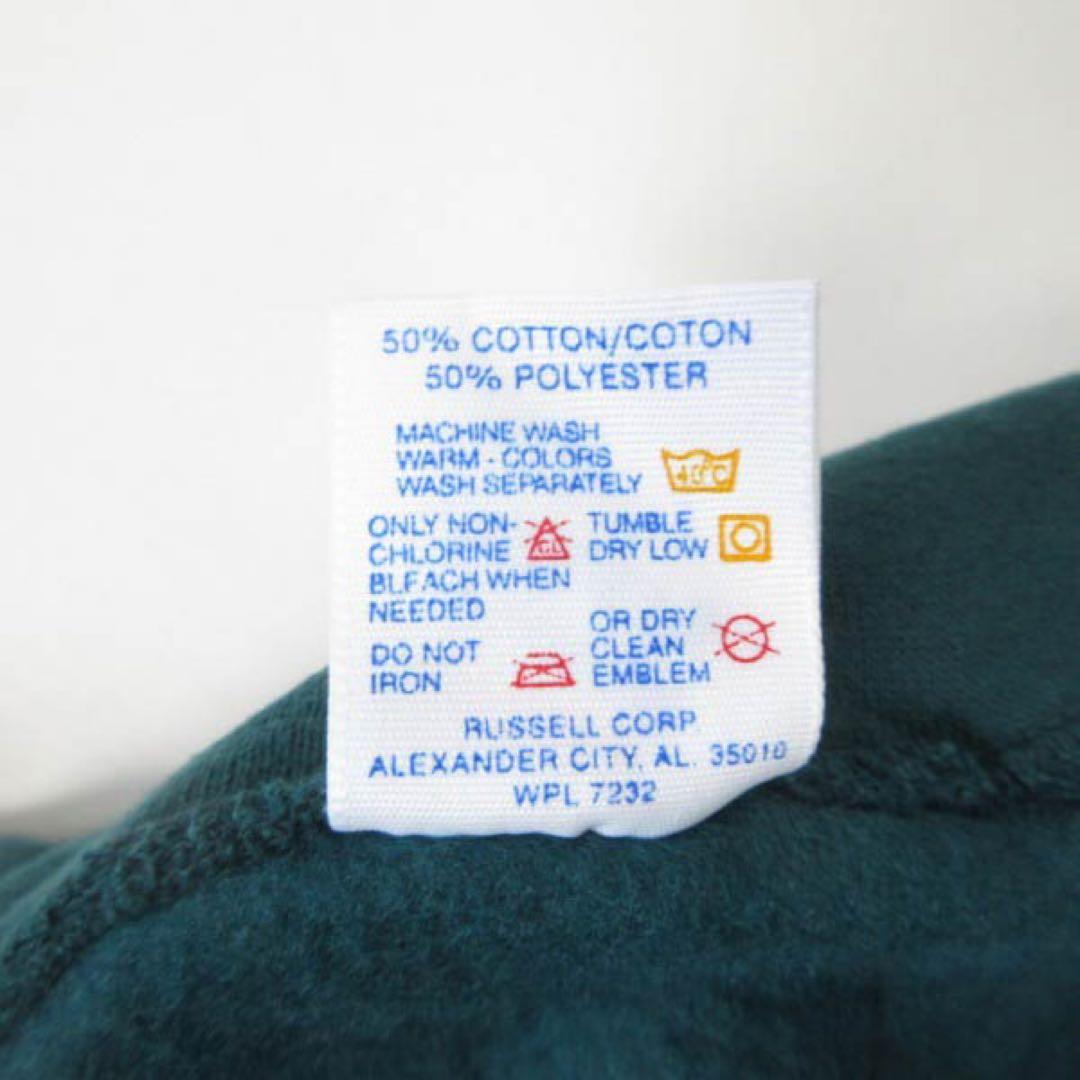 50% COTTON/COTON
50% POLYESTER
MACHINE WASH
WARM - COLORS
WASH SEPARATELY
40°C
ONLY NON-
CHLORINE
BLEACH WHEN
NEEDED
CL
TUMBLE
DRY LOW
DO NOT
IRON
OR DRY
CLEAN
EMBLEM
RUSSELL CORP.
ALEXANDER CITY, AL. 35010
WPL 7232